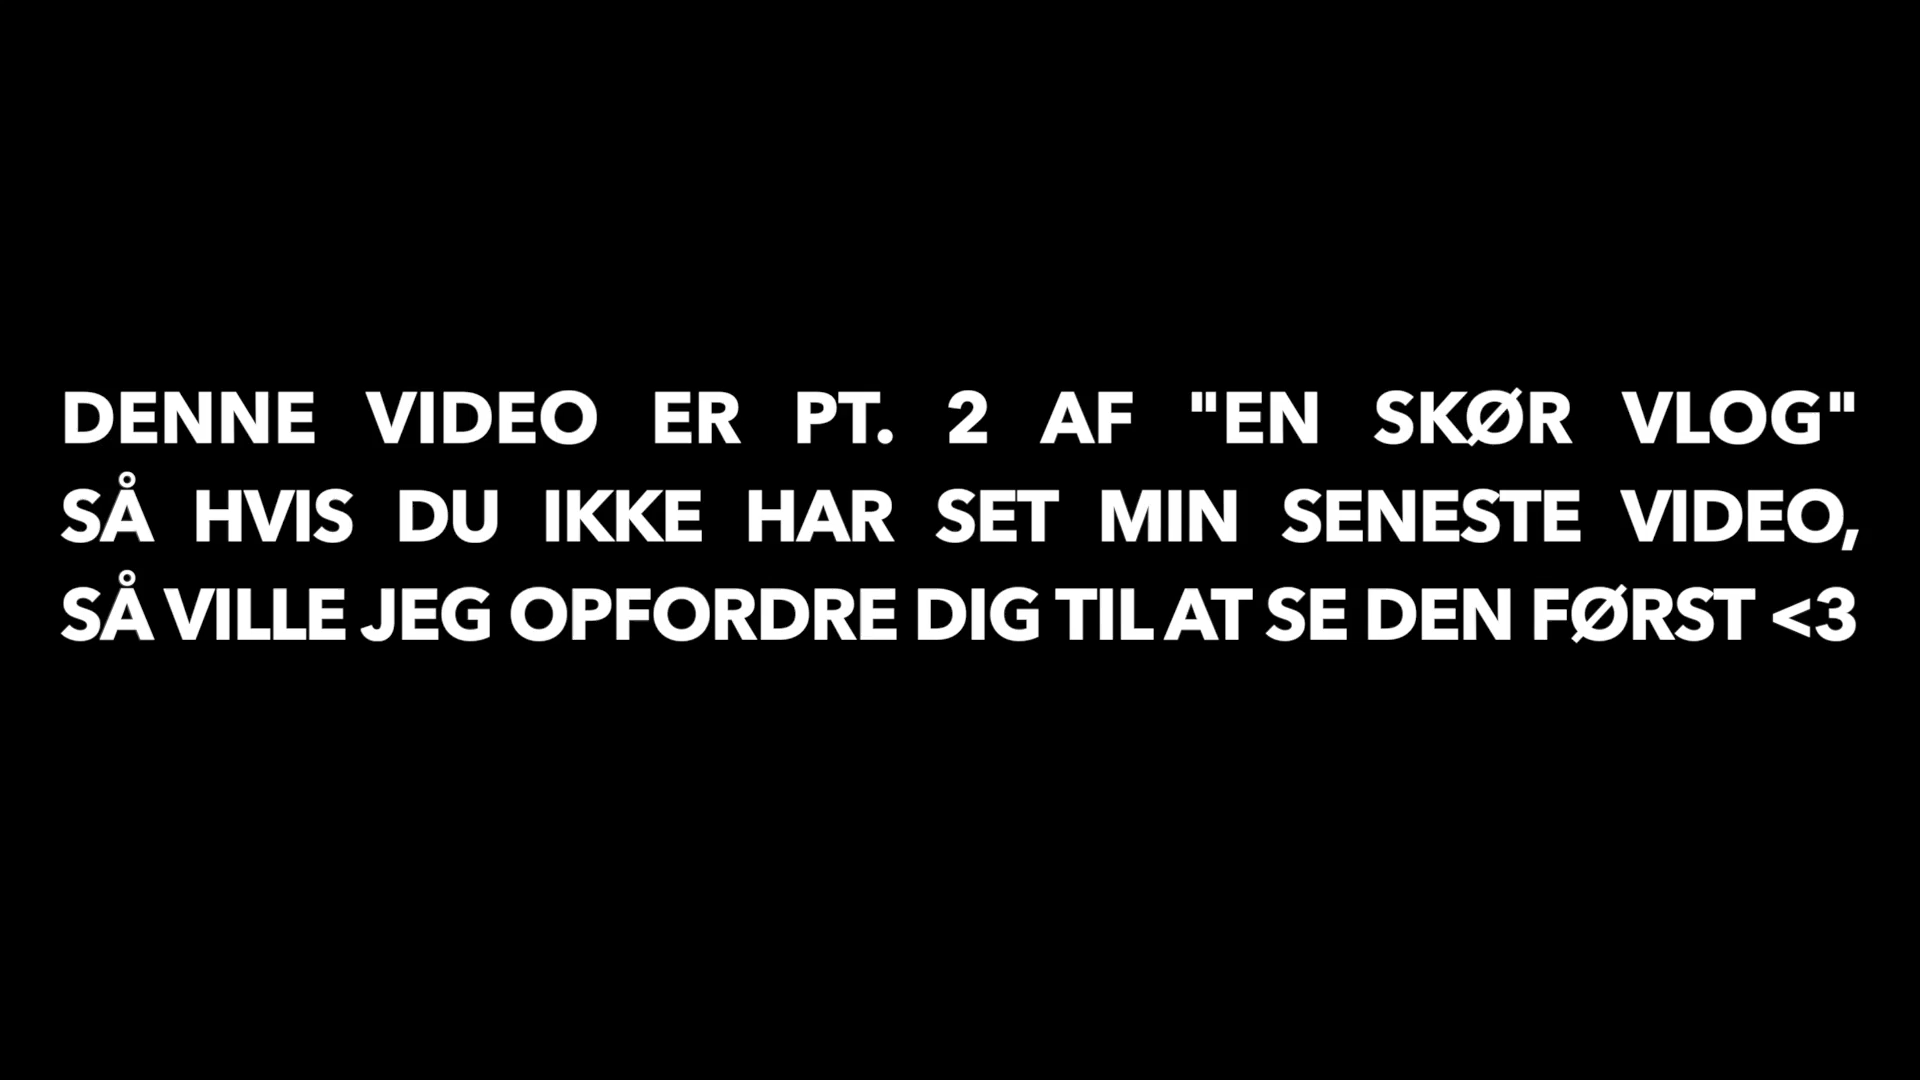 DENNE VIDEO ER PT. 2 AF "EN SKØR VLOG"
SÅ HVIS DU IKKE HAR SET MIN SENESTE VIDEO,
SÅ VILLE JEG OPFORDRE DIG TIL AT SE DEN FØRST <3